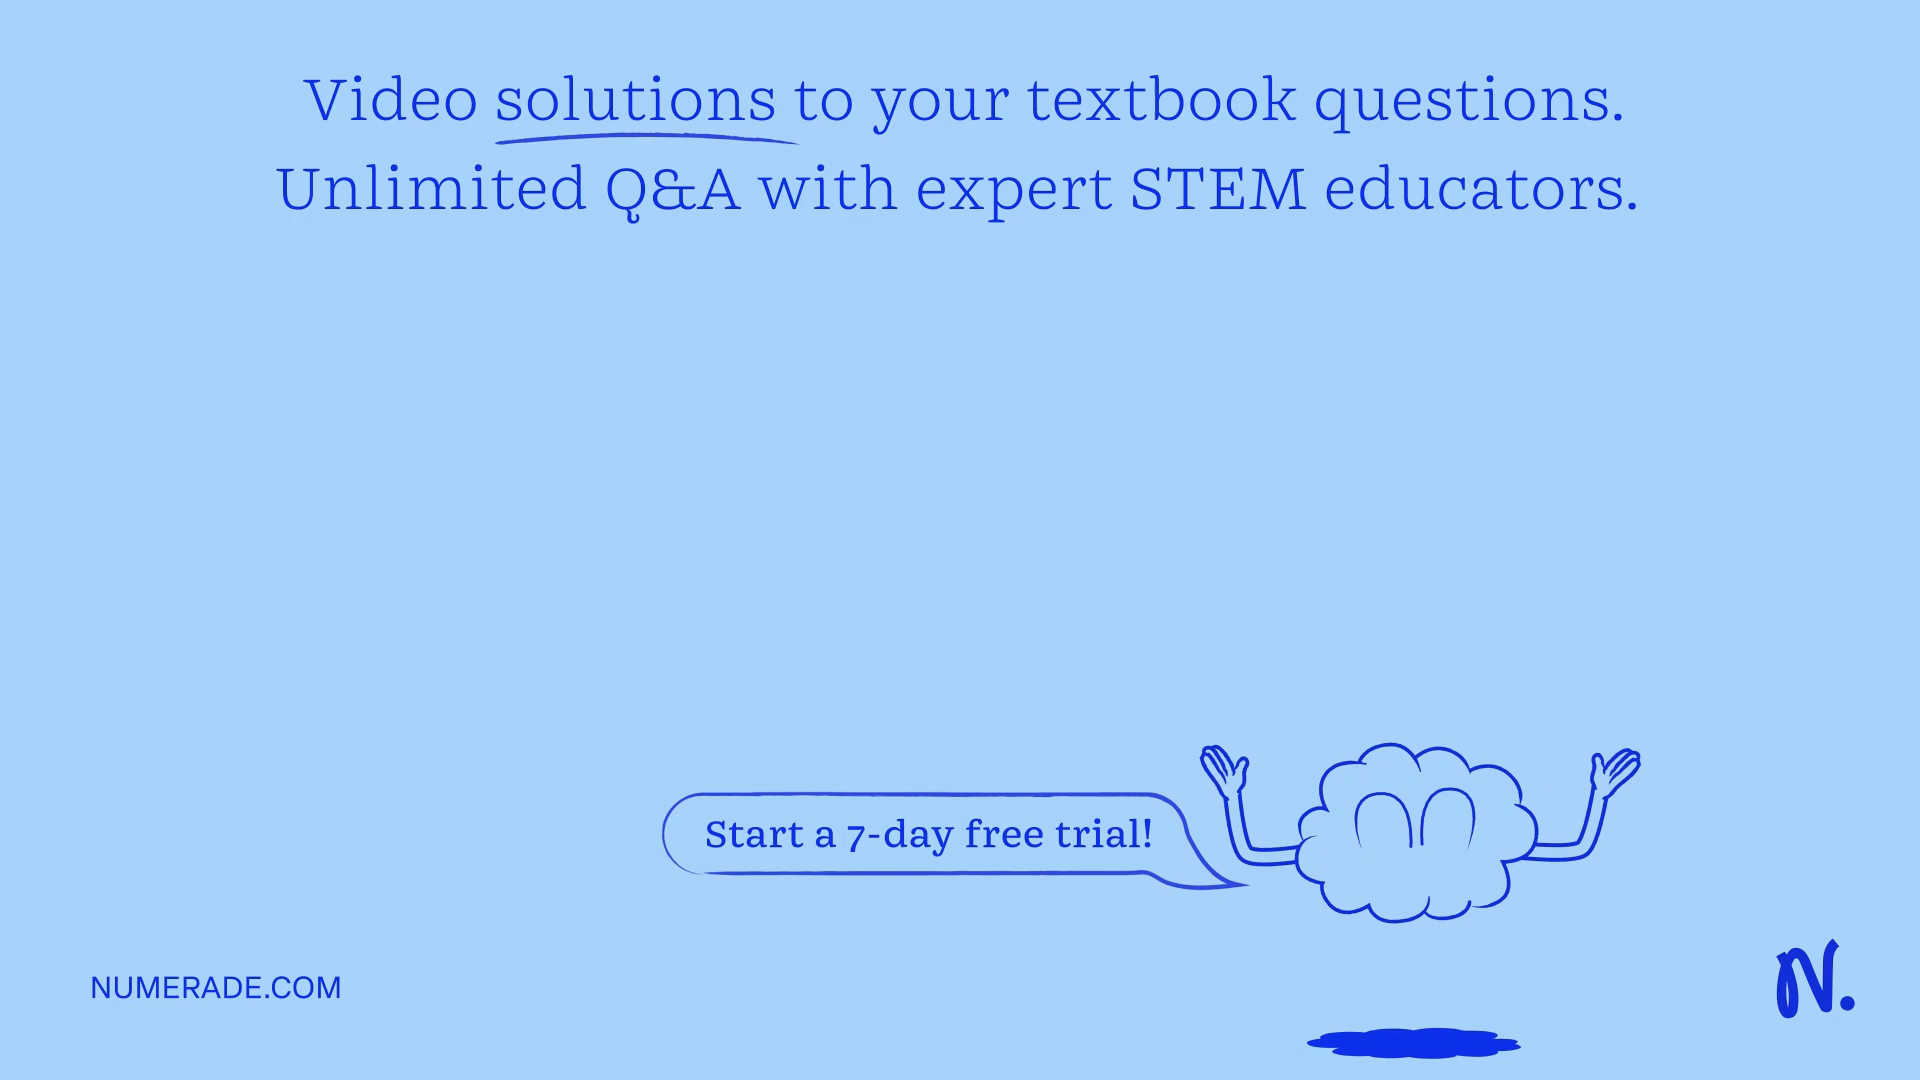 Video solutions to your textbook questions.
Unlimited Q&A with expert STEM educators.
Start a 7-day free trial!
NUMERADE.COM
N.